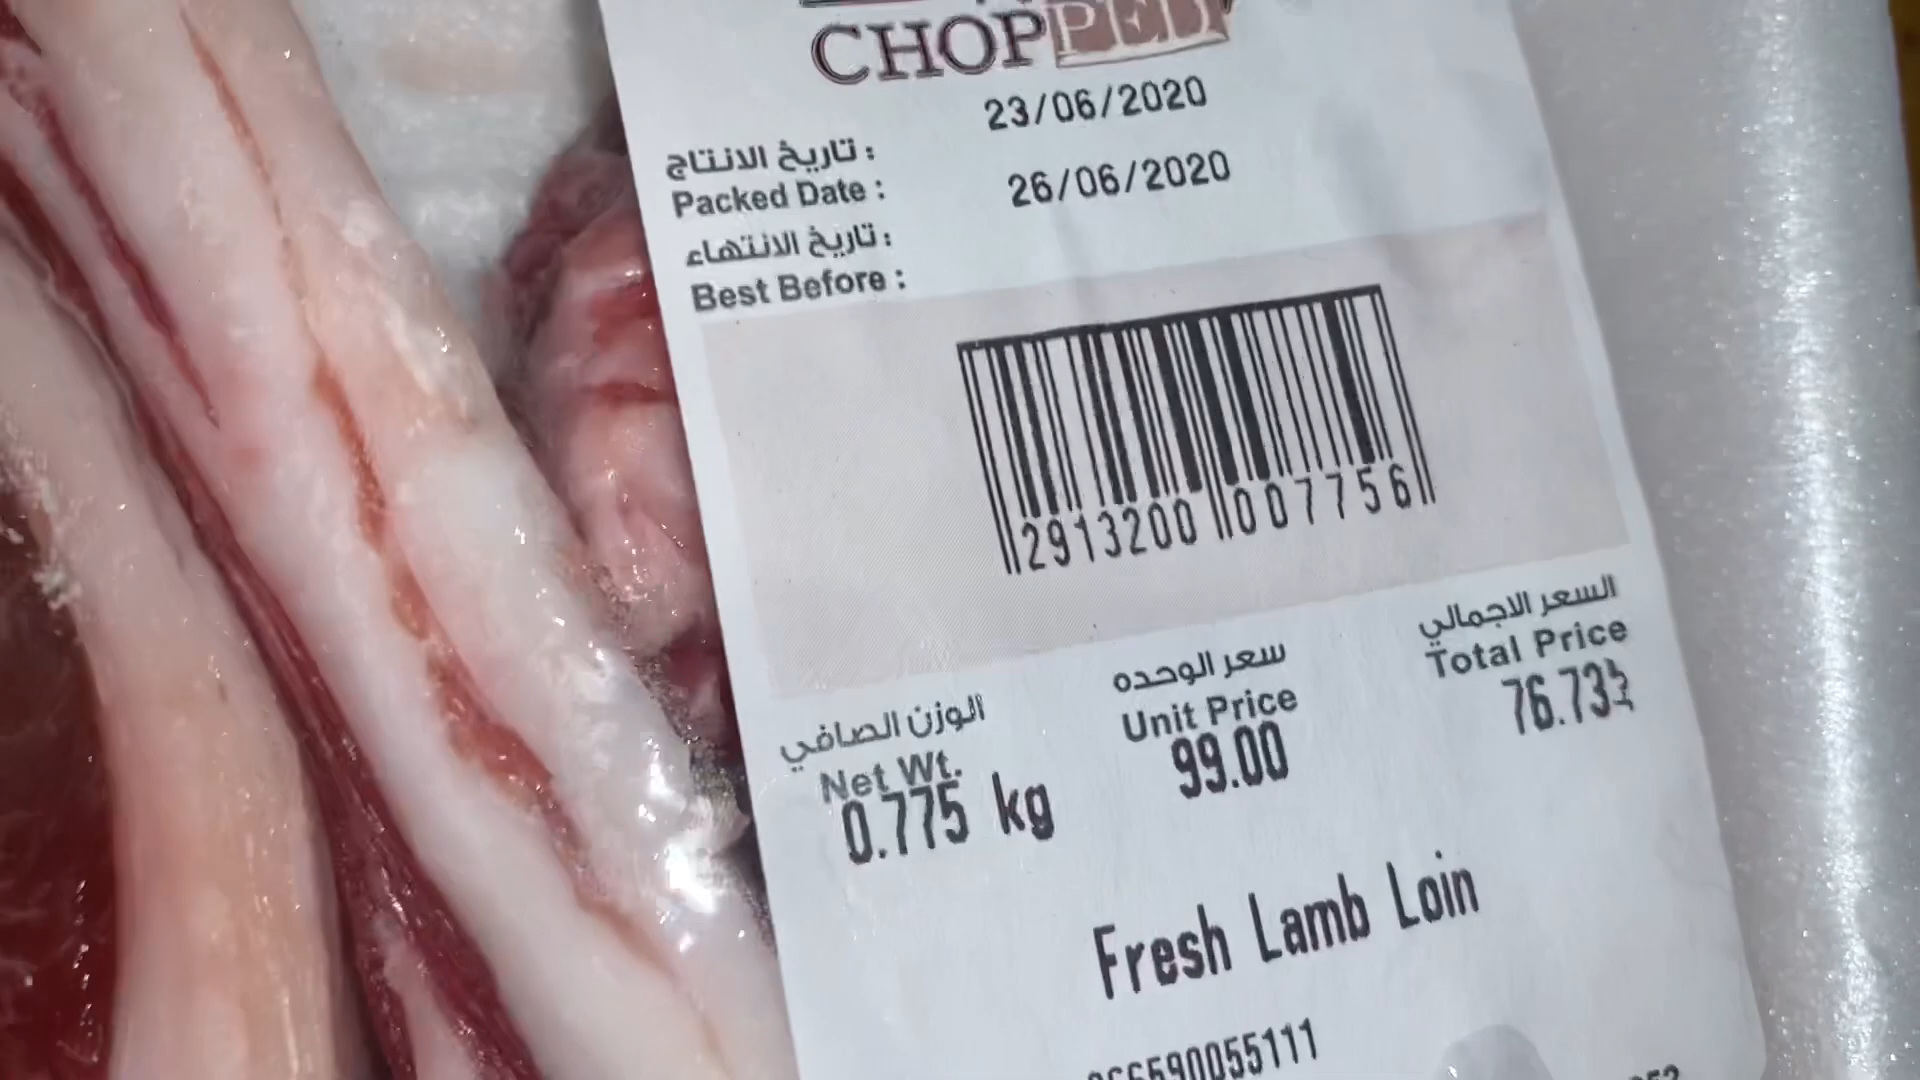 CHOPPED
23/06/2020
تاريخ الانتاج :
Packed Date :
26/06/2020
تاريخ الانتهاء :
Best Before :
2913200 007756
السعر الاجمالي
Total Price
76.73
سعر الوحده
Unit Price
99.00
الوزن الصافي
Net Wt.
0.775 kg
Fresh Lamb Loin